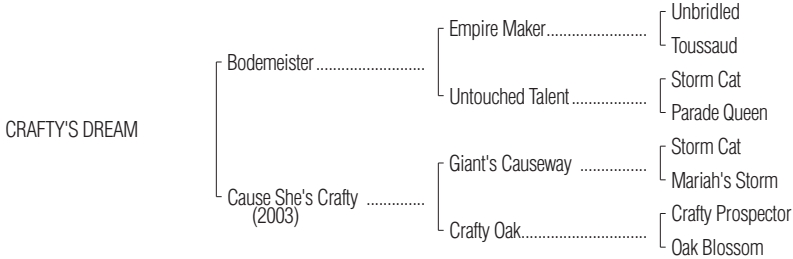 Unbridled
Empire Maker.......................
Toussaud
Bodemeister..........................
Storm Cat
Untouched Talent.................
Parade Queen
CRAFTY'S DREAM
Storm Cat
Giant's Causeway ...............
Mariah's Storm
Cause She's Crafty ..............
(2003)
Crafty Prospector
Crafty Oak.............................
Oak Blossom